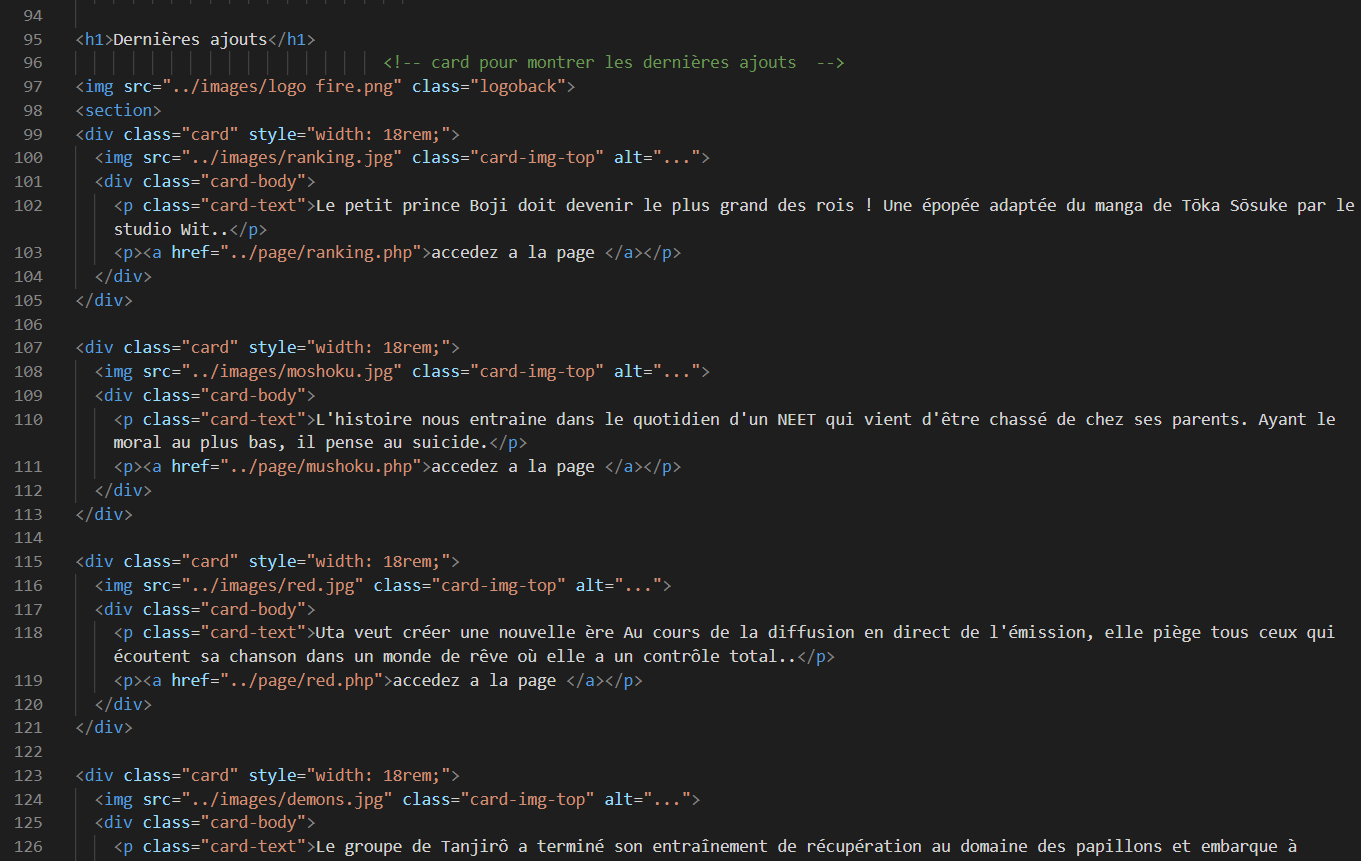 94
95 <h1>Dernières ajouts</h1>
96 <!-- card pour montrer les dernières ajouts  -->
97 <img src="../images/logo fire.png" class="logoback">
98 <section>
99 <div class="card" style="width: 18rem;">
100 <img src="../images/ranking.jpg" class="card-img-top" alt="...">
101 <div class="card-body">
102 <p class="card-text">Le petit prince Boji doit devenir le plus grand des rois ! Une épopée adaptée du manga de Tōka Sōsuke par le
studio Wit..</p>
103 <p><a href="../page/ranking.php">accedez a la page </a></p>
104 </div>
105 </div>
106
107 <div class="card" style="width: 18rem;">
108 <img src="../images/moshoku.jpg" class="card-img-top" alt="...">
109 <div class="card-body">
110 <p class="card-text">L'histoire nous entraine dans le quotidien d'un NEET qui vient d'être chassé de chez ses parents. Ayant le
moral au plus bas, il pense au suicide.</p>
111 <p><a href="../page/mushoku.php">accedez a la page </a></p>
112 </div>
113 </div>
114
115 <div class="card" style="width: 18rem;">
116 <img src="../images/red.jpg" class="card-img-top" alt="...">
117 <div class="card-body">
118 <p class="card-text">Uta veut créer une nouvelle ère Au cours de la diffusion en direct de l'émission, elle piège tous ceux qui
écoutent sa chanson dans un monde de rêve où elle a un contrôle total..</p>
119 <p><a href="../page/red.php">accedez a la page </a></p>
120 </div>
121 </div>
122
123 <div class="card" style="width: 18rem;">
124 <img src="../images/demons.jpg" class="card-img-top" alt="...">
125 <div class="card-body">
126 <p class="card-text">Le groupe de Tanjirô a terminé son entraînement de récupération au domaine des papillons et embarque à